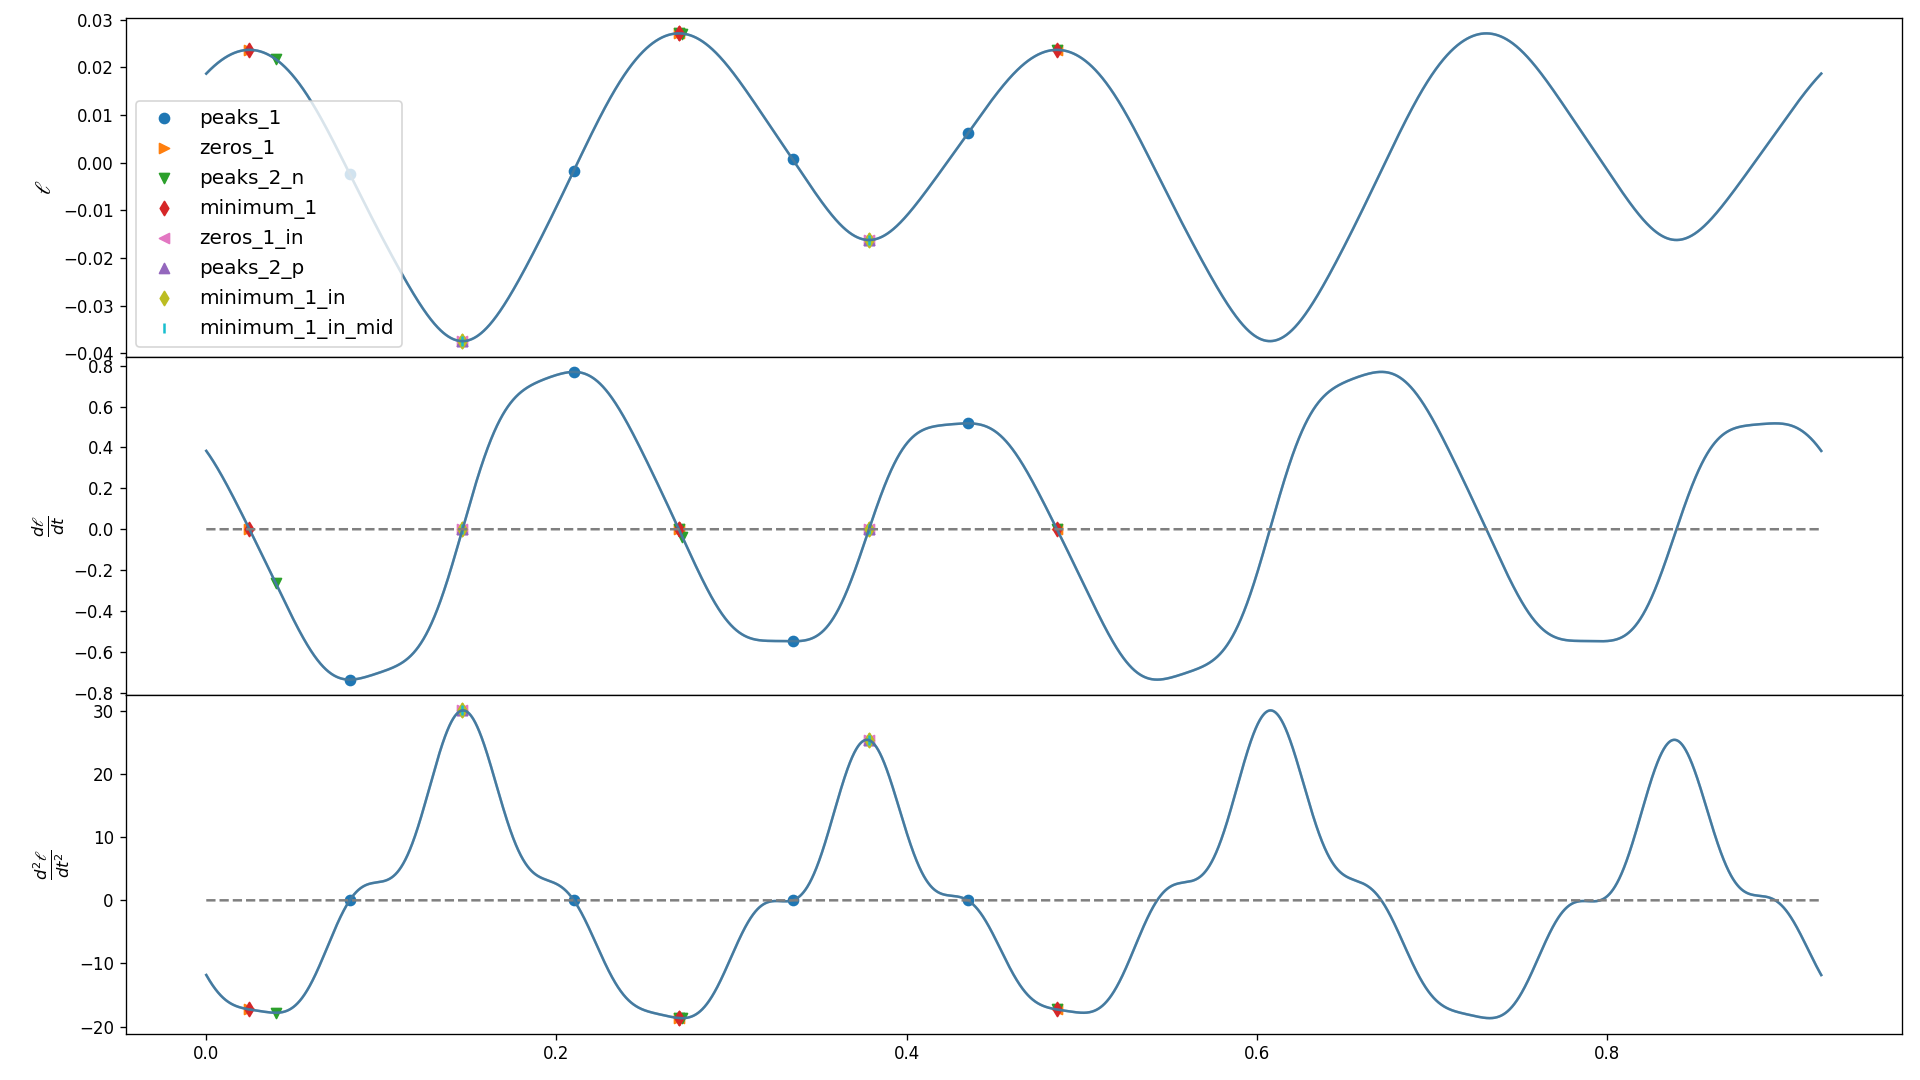 0.03
0.02
0.01
0.00
−0.01
−0.02
−0.03
−0.04
ℓ
peaks_1
zeros_1
peaks_2_n
minimum_1
zeros_1_in
peaks_2_p
minimum_1_in
minimum_1_in_mid
0.8
0.6
0.4
0.2
0.0
−0.2
−0.4
−0.6
−0.8
dℓ
dt
30
20
10
0
−10
−20
d²ℓ
dt²
0.0 0.2 0.4 0.6 0.8